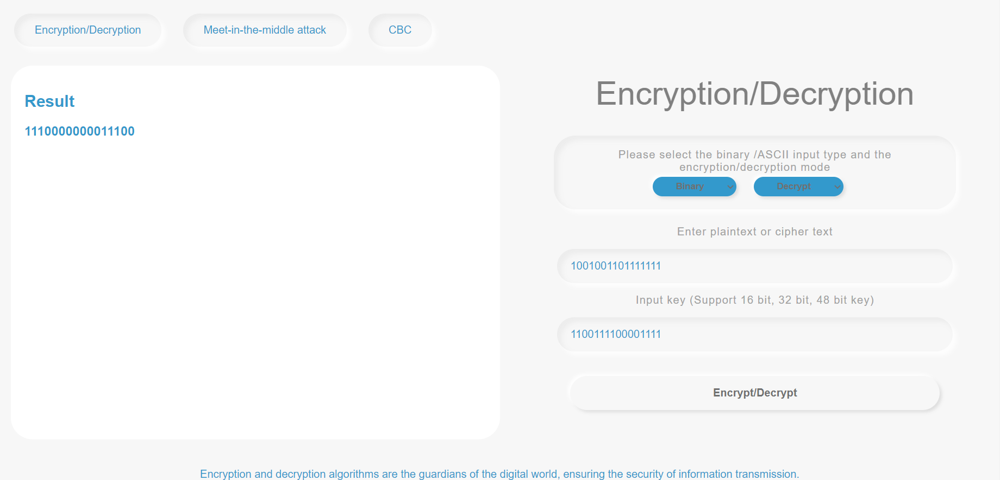 Encryption/Decryption
Meet-in-the-middle attack
CBC
Result
1110000000011100
Encryption/Decryption
Please select the binary /ASCII input type and the
encryption/decryption mode
Binary
Decrypt
Enter plaintext or cipher text
1001001101111111
Input key (Support 16 bit, 32 bit, 48 bit key)
1100111100001111
Encrypt/Decrypt
Encryption and decryption algorithms are the guardians of the digital world, ensuring the security of information transmission.